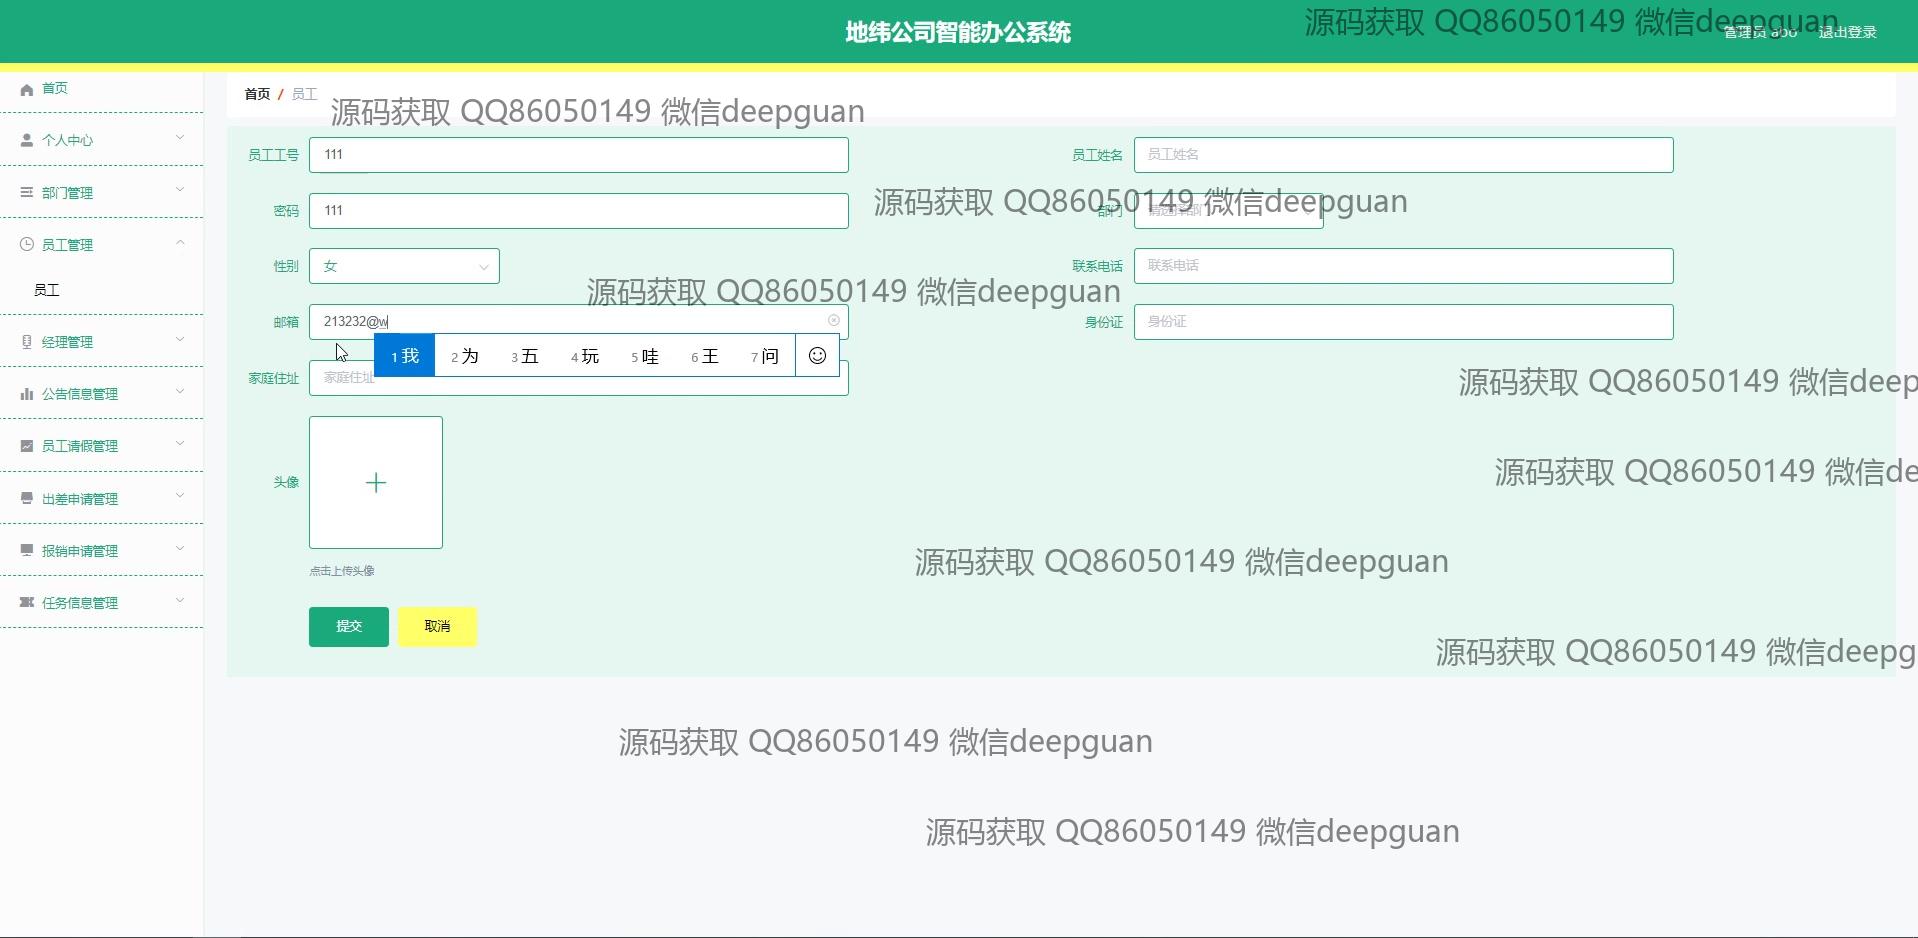 地纬公司智能办公系统
源码获取 QQ86050149 微信deepguan
管理员 abo
退出登录
首页
首页 / 员工
源码获取 QQ86050149 微信deepguan
个人中心
员工工号 111
员工姓名 员工姓名
部门管理
密码 111
部门
源码获取 QQ86050149 微信deepguan
员工管理
性别 女
联系电话 联系电话
员工
源码获取 QQ86050149 微信deepguan
邮箱 213232@w
身份证 身份证
经理管理
1 我 2 为 3 五 4 玩 5 哇 6 王 7 问
家庭住址 家庭住址
源码获取 QQ86050149 微信deep
公告信息管理
员工请假管理
源码获取 QQ86050149 微信de
头像
出差申请管理
报销申请管理
源码获取 QQ86050149 微信deepguan
点击上传头像
任务信息管理
提交 取消
源码获取 QQ86050149 微信deepg
源码获取 QQ86050149 微信deepguan
源码获取 QQ86050149 微信deepguan